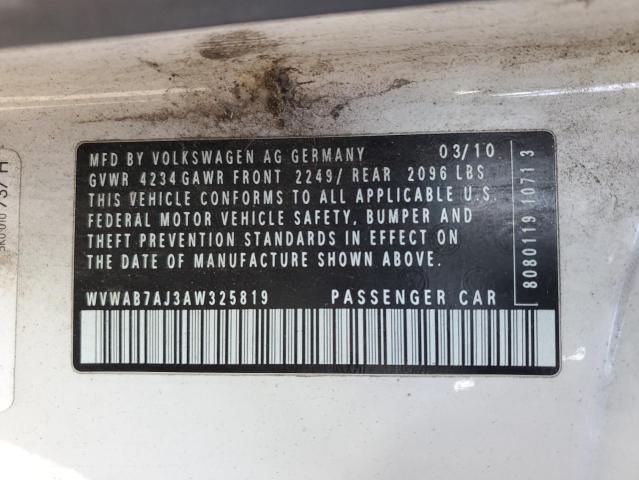 MFD BY VOLKSWAGEN AG GERMANY 03/10
GVWR 4234 GAWR FRONT 2249/ REAR 2096 LBS
THIS VEHICLE CONFORMS TO ALL APPLICABLE U.S.
FEDERAL MOTOR VEHICLE SAFETY, BUMPER AND
THEFT PREVENTION STANDARDS IN EFFECT ON
THE DATE OF MANUFACTURE SHOWN ABOVE.
WVWAB7AJ3AW325819 PASSENGER CAR
8080119 1071 3